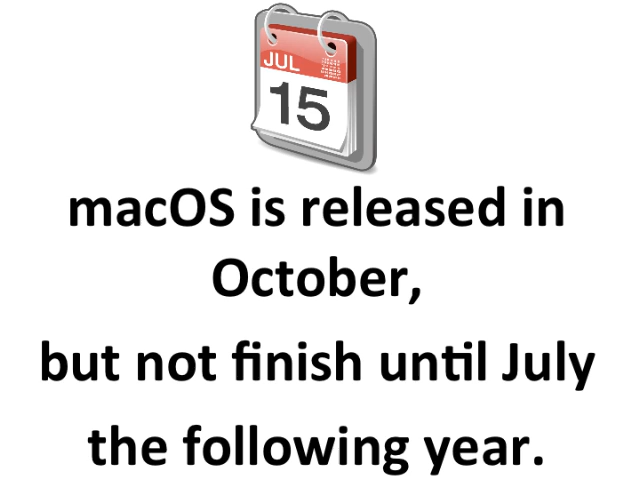 JUL
15
macOS is released in
October,
but not finish until July
the following year.